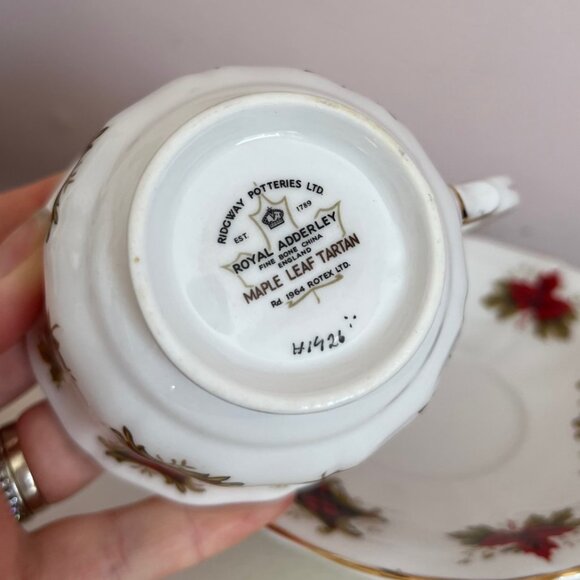 RIDGWAY POTTERIES LTD.
EST. 1789
ROYAL ADDERLEY
FINE BONE CHINA
ENGLAND
MAPLE LEAF TARTAN
Rd 1964 ROTEX LTD.
H1426